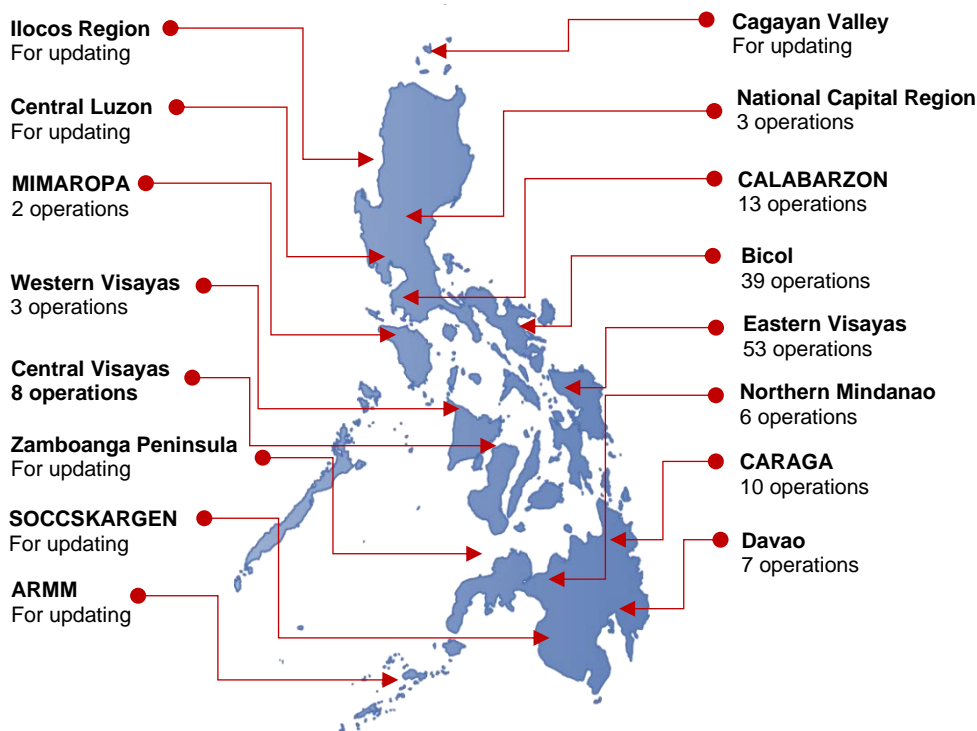 Ilocos Region
For updating
Central Luzon
For updating
MIMAROPA
2 operations
Western Visayas
3 operations
Central Visayas
8 operations
Zamboanga Peninsula
For updating
SOCCSKARGEN
For updating
ARMM
For updating
Cagayan Valley
For updating
National Capital Region
3 operations
CALABARZON
13 operations
Bicol
39 operations
Eastern Visayas
53 operations
Northern Mindanao
6 operations
CARAGA
10 operations
Davao
7 operations